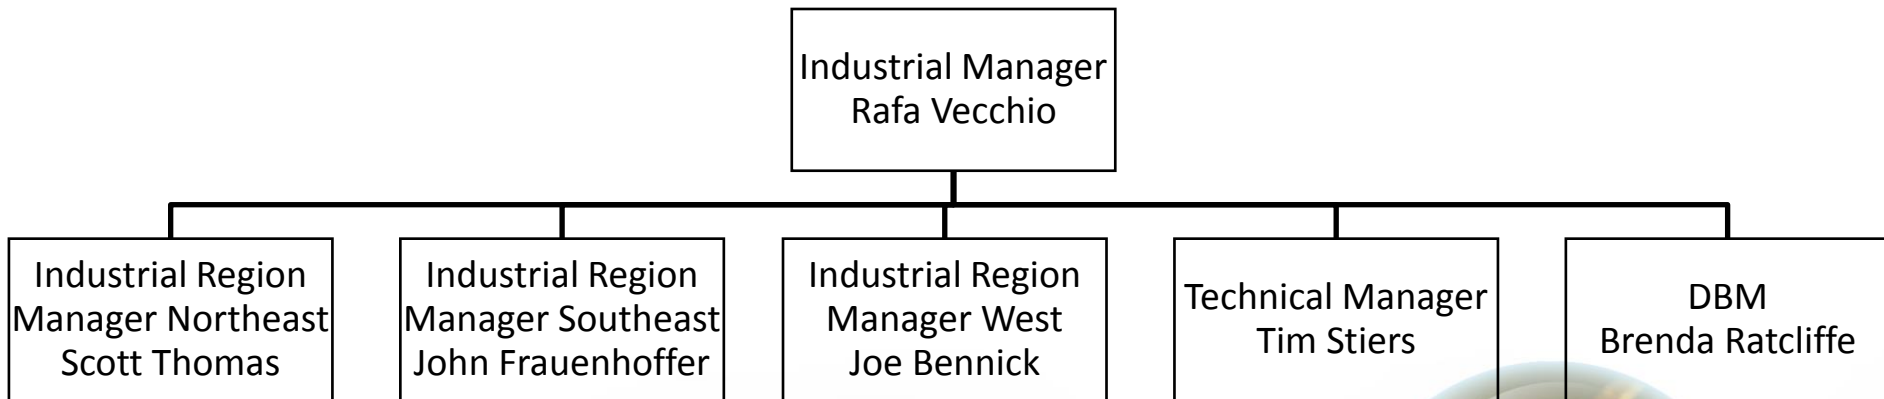 Industrial Manager
Rafa Vecchio
Industrial Region
Manager Northeast
Scott Thomas
Industrial Region
Manager Southeast
John Frauenhoffer
Industrial Region
Manager West
Joe Bennick
Technical Manager
Tim Stiers
DBM
Brenda Ratcliffe